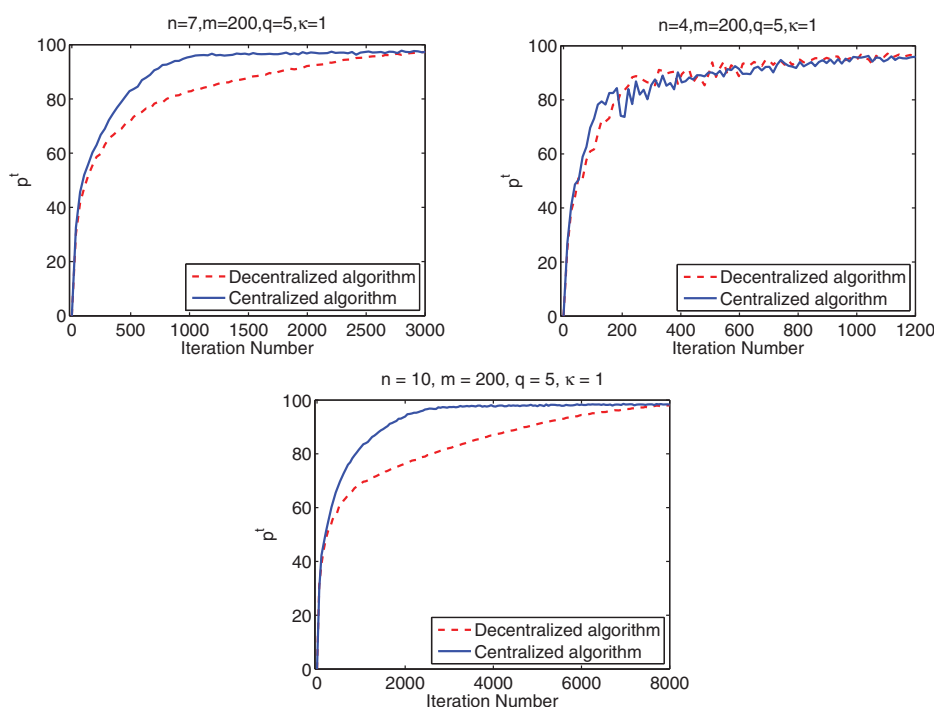 n=7,m=200,q=5,κ=1
100
80
60
40
20
0
p^t
0 500 1000 1500 2000 2500 3000
Iteration Number
Decentralized algorithm
Centralized algorithm
n=4,m=200,q=5,κ=1
100
80
60
40
20
0
p^t
0 200 400 600 800 1000 1200
Iteration Number
Decentralized algorithm
Centralized algorithm
n = 10, m = 200, q = 5, κ = 1
100
80
60
40
20
0
p^t
0 2000 4000 6000 8000
Iteration Number
Decentralized algorithm
Centralized algorithm